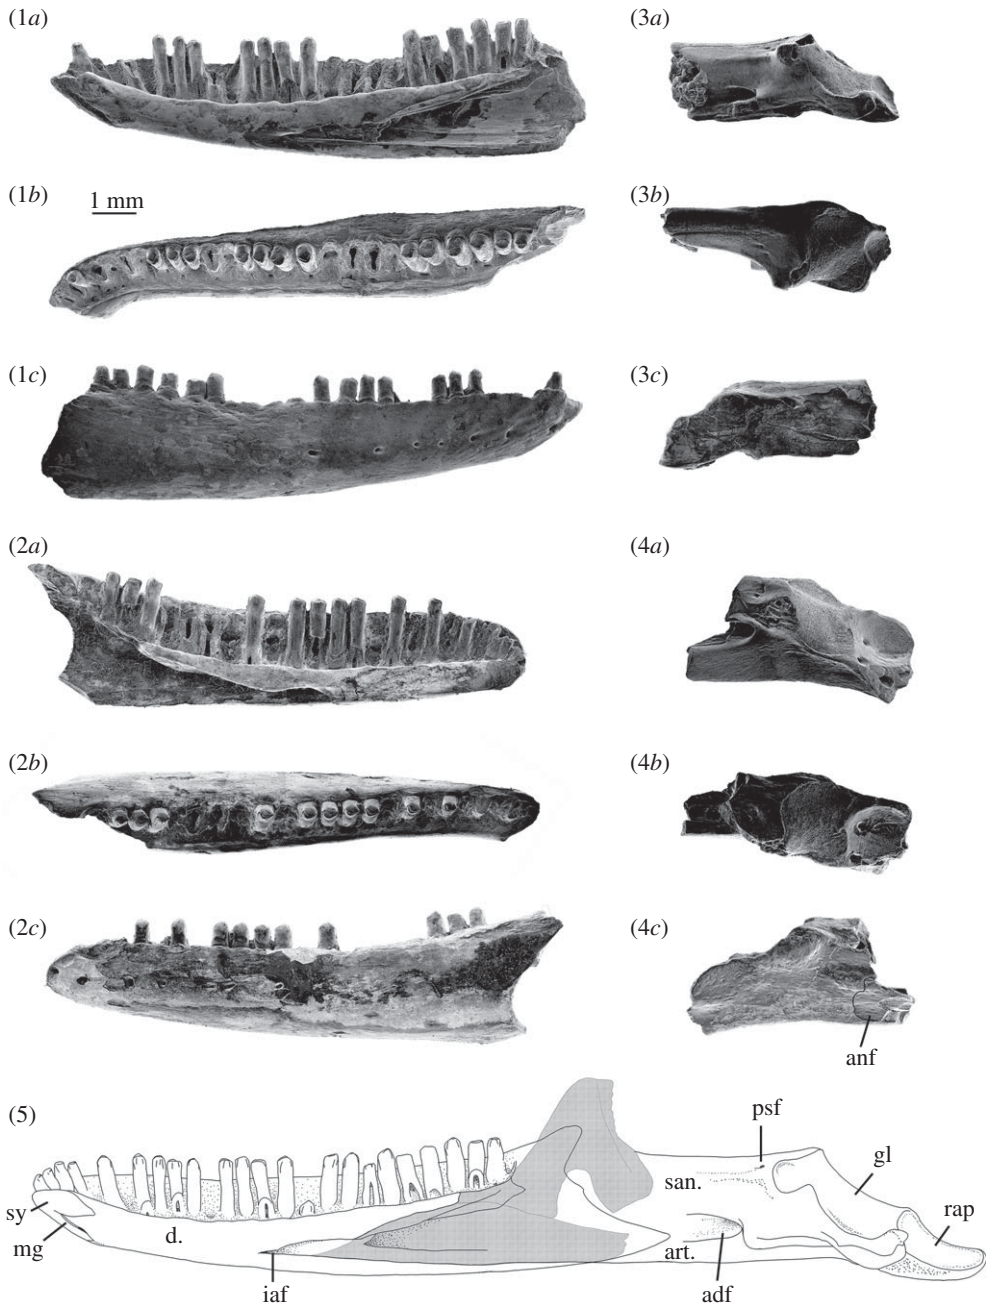 (1a)
(3a)
(1b)
1 mm
(3b)
(1c)
(3c)
(2a)
(4a)
(2b)
(4b)
(2c)
(4c)
anf
(5)
psf
gl
san.
rap
sy
d.
mg
art.
iaf
adf